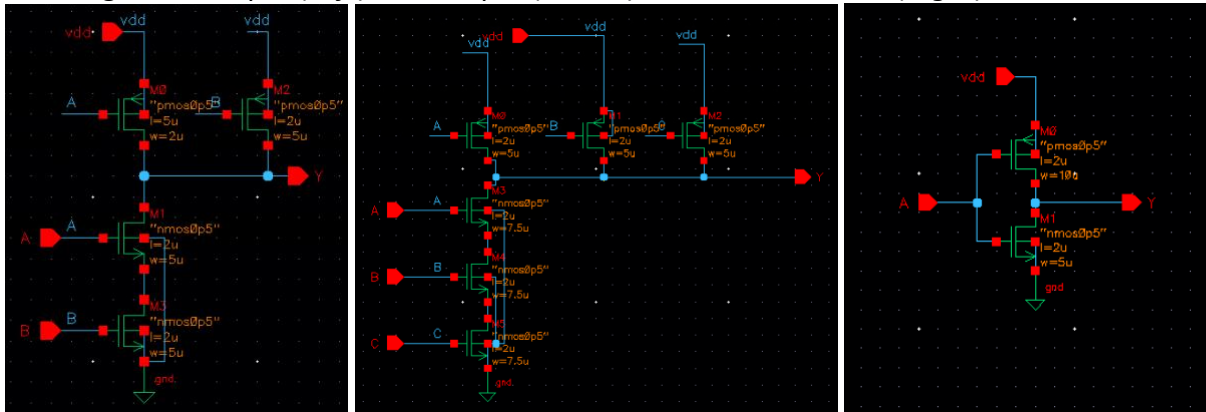 vdd
vdd
vdd
A
M0
"pmos0p5"
l=5u
w=2u
B
M2
"pmos0p5"
l=2u
w=5u
Y
A
A
M1
"nmos0p5"
l=2u
w=5u
B
B
M3
"nmos0p5"
l=2u
w=5u
gnd
vdd
vdd
vdd
vdd
A
M0
"pmos0p5"
l=2u
w=5u
B
M1
"pmos0p5"
l=2u
w=5u
M2
"pmos0p5"
l=2u
w=5u
Y
A
A
M3
"nmos0p5"
l=2u
w=7.5u
B
B
M4
"nmos0p5"
l=2u
w=7.5u
C
C
M5
"nmos0p5"
l=2u
w=7.5u
gnd
vdd
M0
"pmos0p5"
l=2u
w=10u
A
Y
M1
"nmos0p5"
l=2u
w=5u
gnd